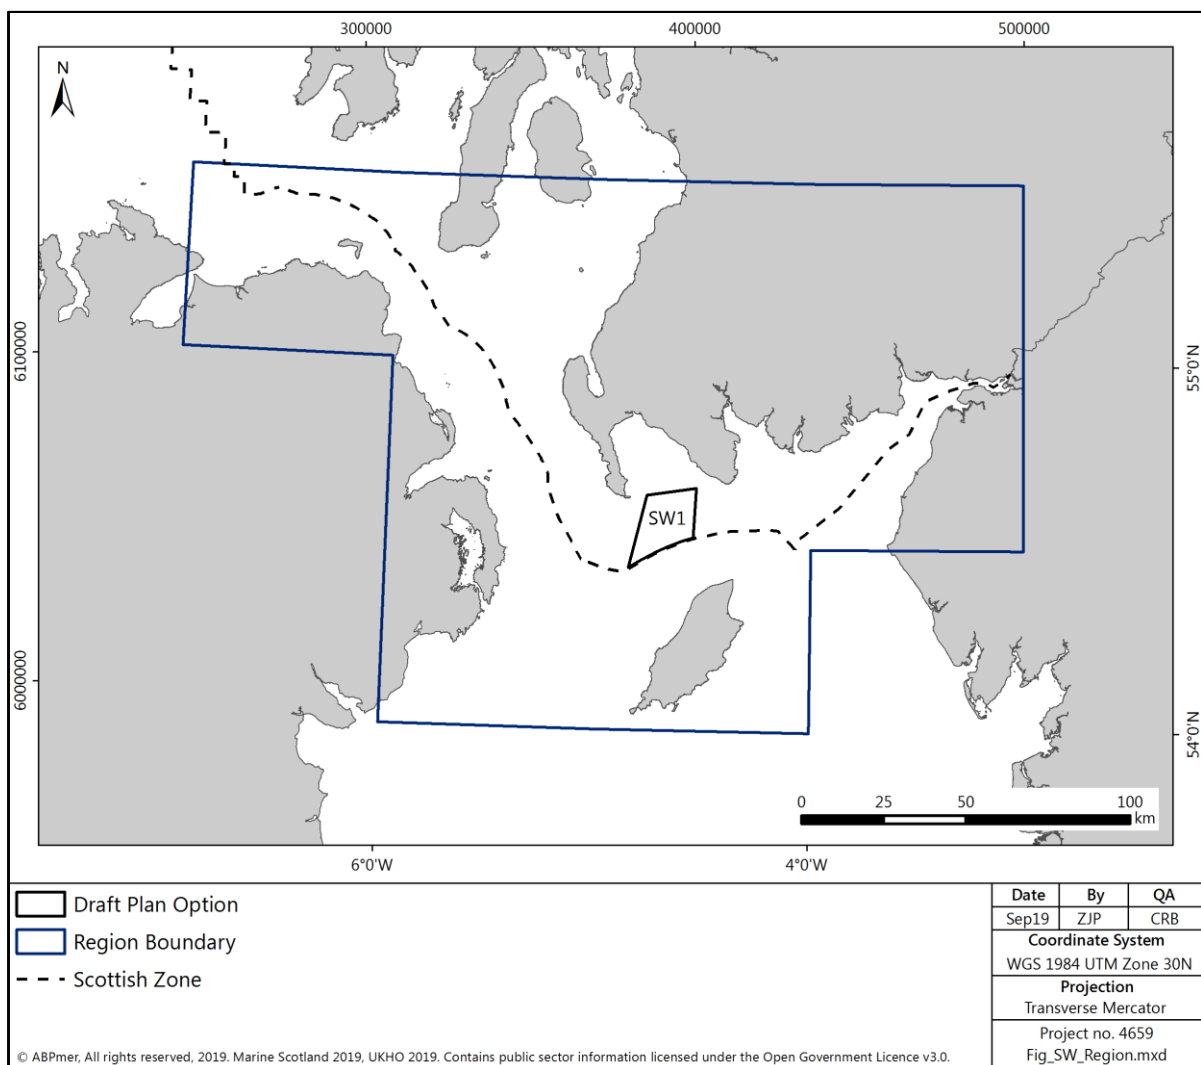 300000 400000 500000
N
6100000
55°0'N
SW1
6000000
54°0'N
0 25 50 100
km
6°0'W 4°0'W
Draft Plan Option
Region Boundary
Scottish Zone
Date By QA
Sep19 ZJP CRB
Coordinate System
WGS 1984 UTM Zone 30N
Projection
Transverse Mercator
Project no. 4659
Fig_SW_Region.mxd
© ABPmer, All rights reserved, 2019. Marine Scotland 2019, UKHO 2019. Contains public sector information licensed under the Open Government Licence v3.0.